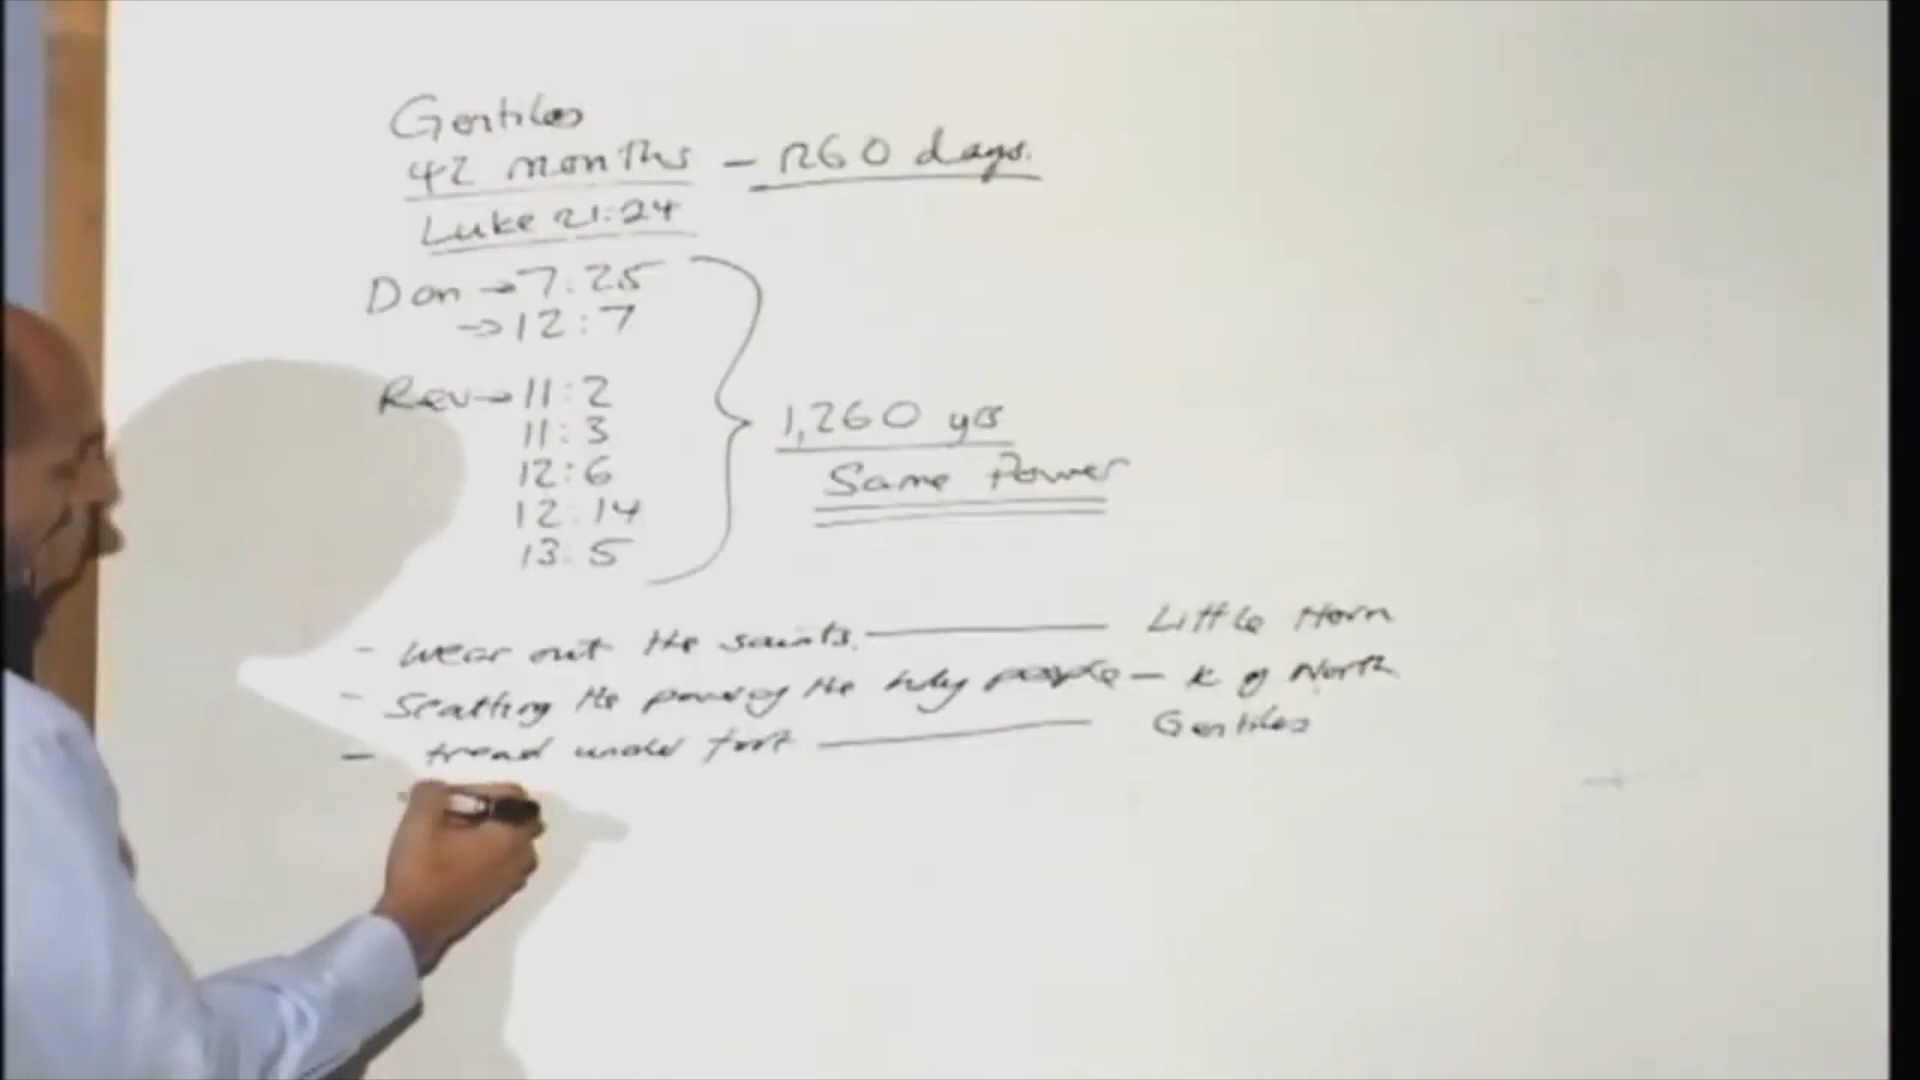 Gentiles
42 months - 1260 days.
Luke 21:24
Dan → 7:25
→ 12:7
Rev → 11:2
11:3
12:6
12:14
13:5
1,260 yrs
Same Power
- wear out the saints. — Little Horn
- Scattring the power of the holy people — k of North
- tread under foot — Gentiles